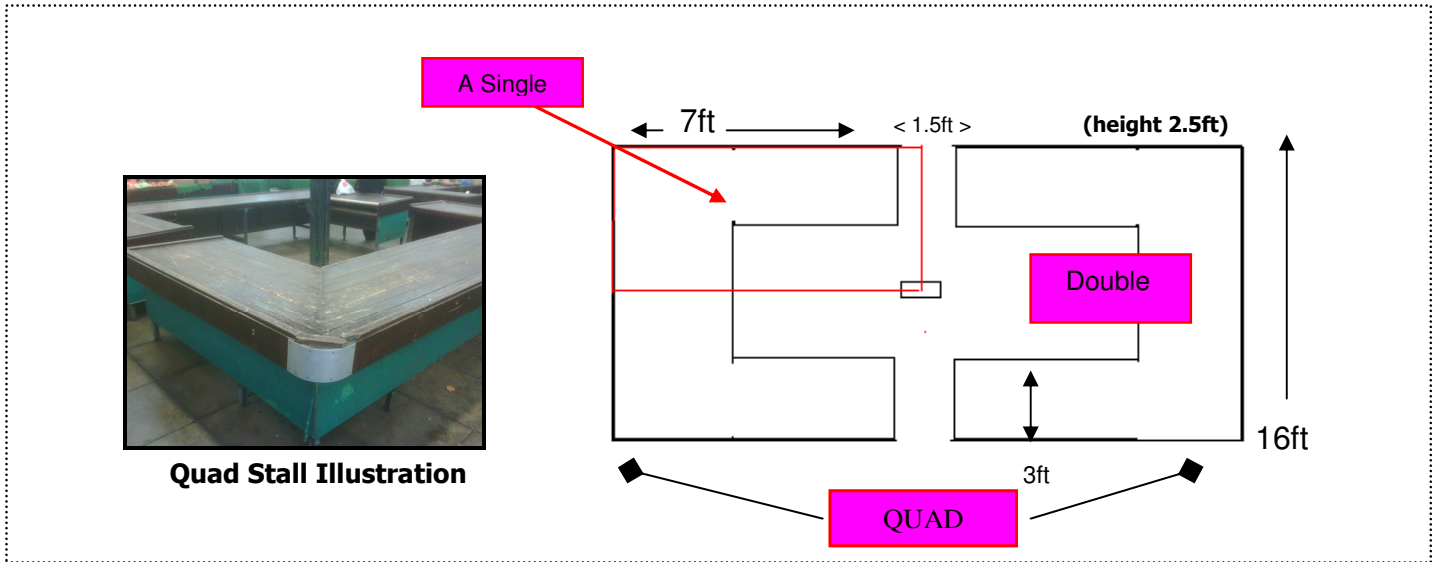 A Single
7ft
< 1.5ft >
(height 2.5ft)
Double
16ft
3ft
Quad Stall Illustration
QUAD